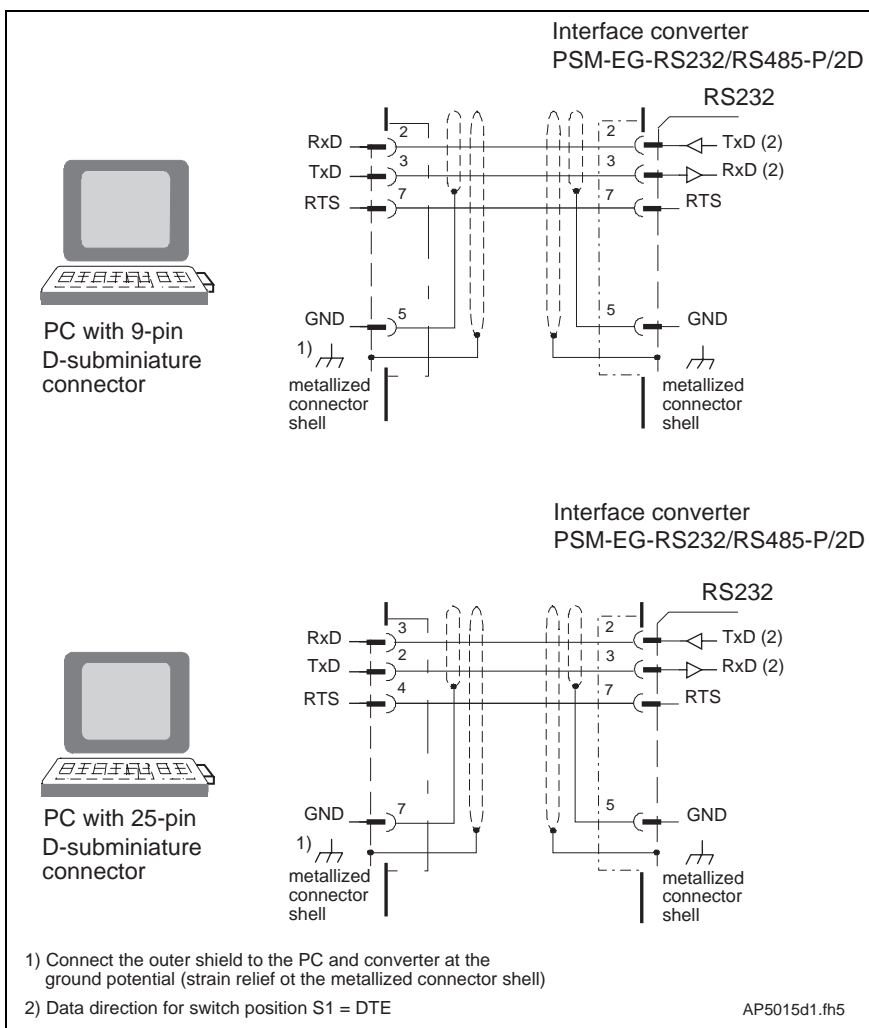 Interface converter
PSM-EG-RS232/RS485-P/2D
RS232
RxD 2 2 TxD (2)
TxD 3 3 RxD (2)
RTS 7 7 RTS
GND 5 5 GND
1)
metallized
connector
shell
metallized
connector
shell
PC with 9-pin
D-subminiature
connector
Interface converter
PSM-EG-RS232/RS485-P/2D
RS232
RxD 3 2 TxD (2)
TxD 2 3 RxD (2)
RTS 4 7 RTS
GND 7 5 GND
1)
metallized
connector
shell
metallized
connector
shell
PC with 25-pin
D-subminiature
connector
1) Connect the outer shield to the PC and converter at the
ground potential (strain relief ot the metallized connector shell)
2) Data direction for switch position S1 = DTE
AP5015d1.fh5